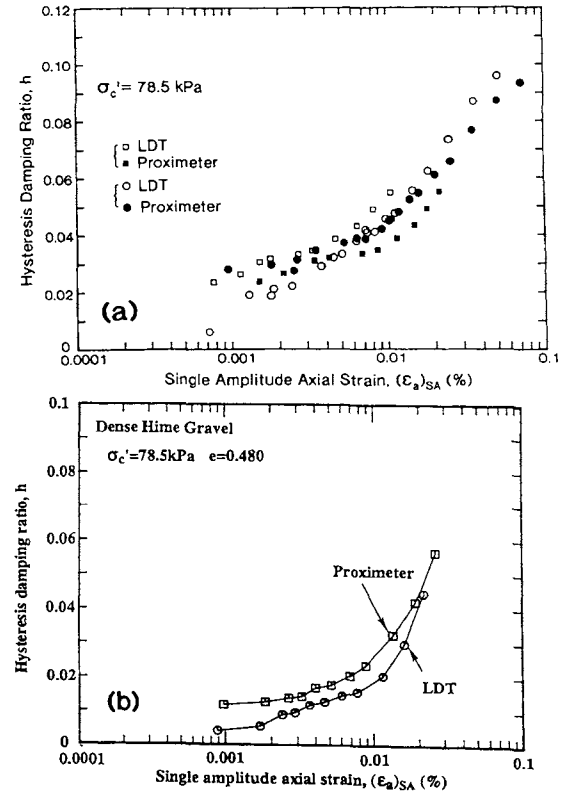 0.12
0.10
0.08
0.06
0.04
0.02
0
Hysteresis Damping Ratio, h
σc'= 78.5 kPa
LDT
Proximeter
LDT
Proximeter
(a)
0.0001
0.001
0.01
0.1
Single Amplitude Axial Strain, (εa)SA (%)
0.1
0.08
0.06
0.04
0.02
0
Hysteresis damping ratio, h
Dense Hime Gravel
σc'=78.5kPa e=0.480
Proximeter
LDT
(b)
0.0001
0.001
0.01
0.1
Single amplitude axial strain, (εa)SA (%)